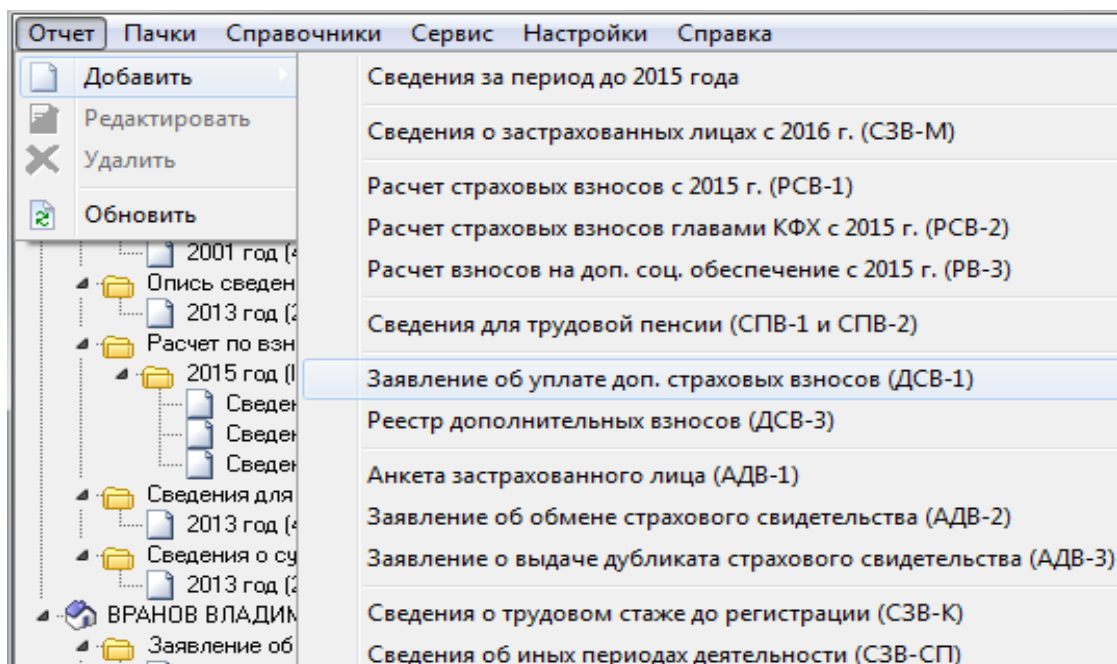 Отчет Пачки Справочники Сервис Настройки Справка
Добавить
Редактировать
Удалить
Обновить
Сведения за период до 2015 года
Сведения о застрахованных лицах с 2016 г. (СЗВ-М)
Расчет страховых взносов с 2015 г. (РСВ-1)
Расчет страховых взносов главами КФХ с 2015 г. (РСВ-2)
Расчет взносов на доп. соц. обеспечение с 2015 г. (РВ-3)
Сведения для трудовой пенсии (СПВ-1 и СПВ-2)
Заявление об уплате доп. страховых взносов (ДСВ-1)
Реестр дополнительных взносов (ДСВ-3)
Анкета застрахованного лица (АДВ-1)
Заявление об обмене страхового свидетельства (АДВ-2)
Заявление о выдаче дубликата страхового свидетельства (АДВ-3)
Сведения о трудовом стаже до регистрации (СЗВ-К)
Сведения об иных периодах деятельности (СЗВ-СП)
2001 год (4
Опись сведен
2013 год (2
Расчет по взн
2015 год (I
Сведен
Сведен
Сведен
Сведения для
2013 год (4
Сведения о су
2013 год (2
ВРАНОВ ВЛАДИМ
Заявление об